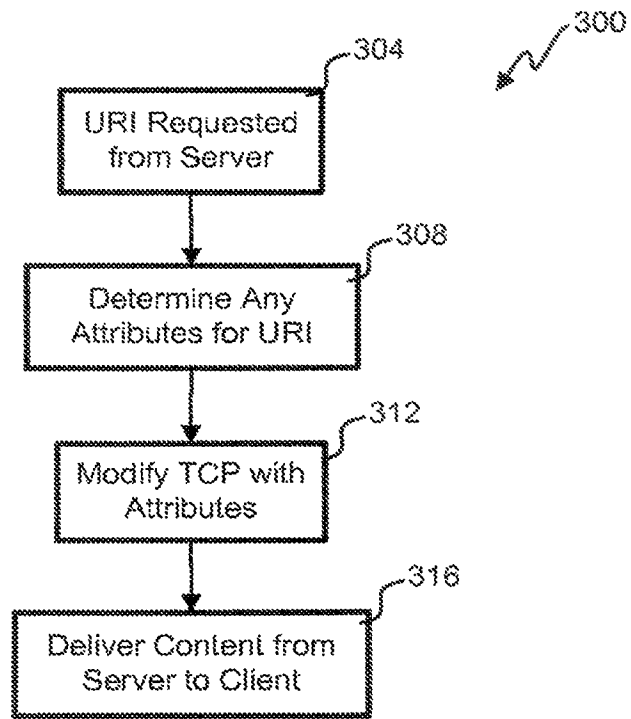 300
304
URI Requested
from Server
308
Determine Any
Attributes for URI
312
Modify TCP with
Attributes
316
Deliver Content from
Server to Client